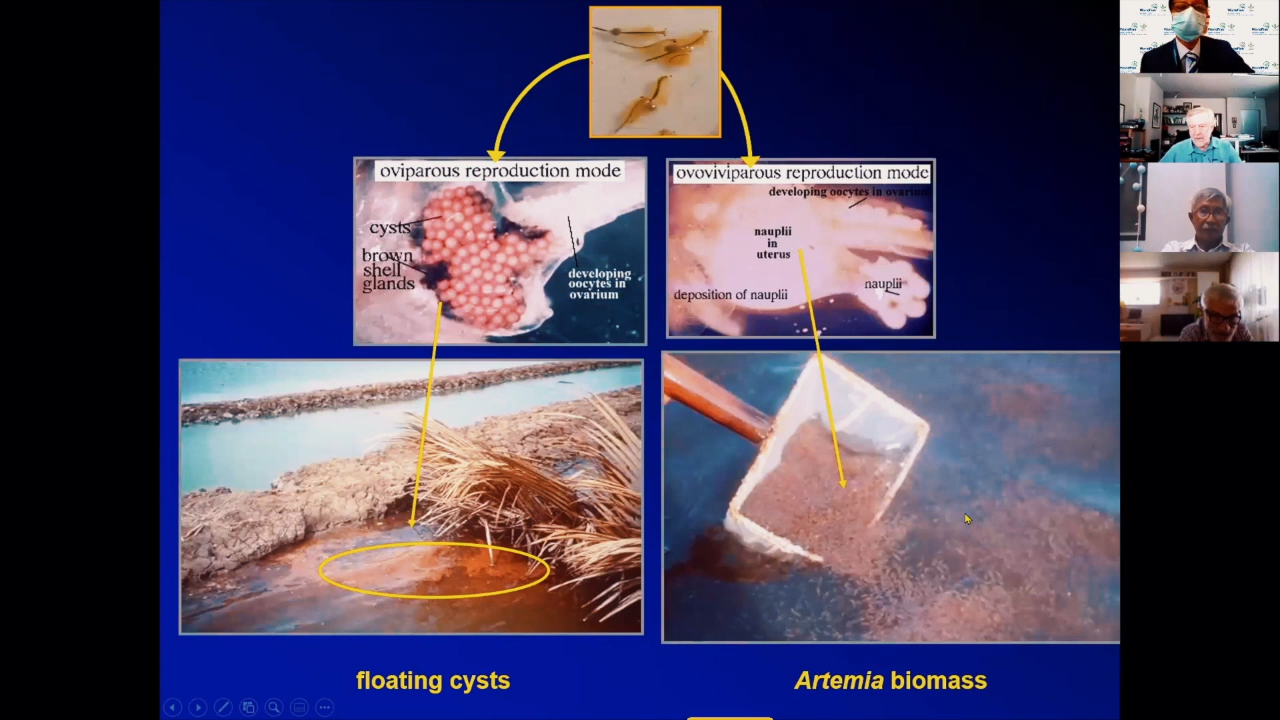 oviparous reproduction mode
cysts
brown
shell
glands
developing
oocytes in
ovarium
ovoviviparous reproduction mode
developing oocytes in ovarium
nauplii
in
uterus
nauplii
deposition of nauplii
floating cysts
Artemia biomass